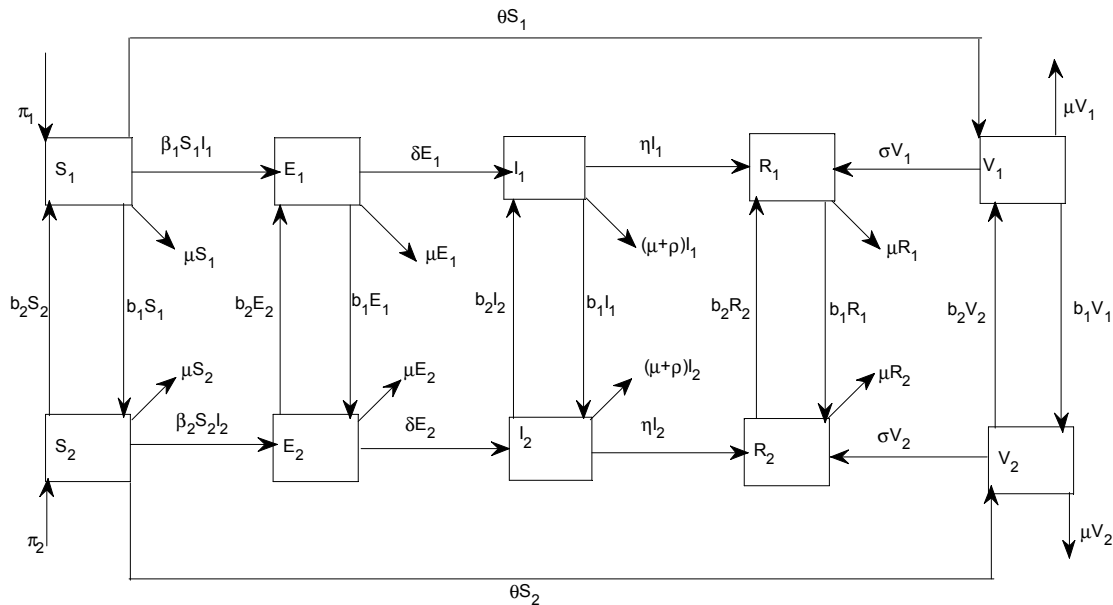 θS₁
π₁
μV₁
β₁S₁I₁
δE₁
ηI₁
σV₁
S₁
E₁
I₁
R₁
V₁
μS₁
μE₁
(μ+ρ)I₁
μR₁
b₂S₂
b₁S₁
b₂E₂
b₁E₁
b₂I₂
b₁I₁
b₂R₂
b₁R₁
b₂V₂
b₁V₁
μS₂
μE₂
(μ+ρ)I₂
μR₂
β₂S₂I₂
δE₂
ηI₂
σV₂
S₂
E₂
I₂
R₂
V₂
π₂
μV₂
θS₂